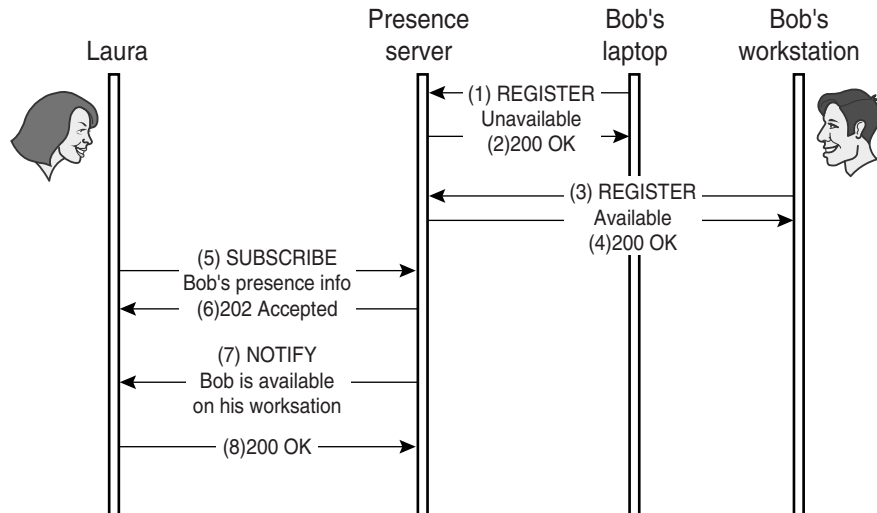 Laura
Presence
server
Bob's
laptop
Bob's
workstation
(1) REGISTER
Unavailable
(2)200 OK
(3) REGISTER
Available
(4)200 OK
(5) SUBSCRIBE
Bob's presence info
(6)202 Accepted
(7) NOTIFY
Bob is available
on his worksation
(8)200 OK